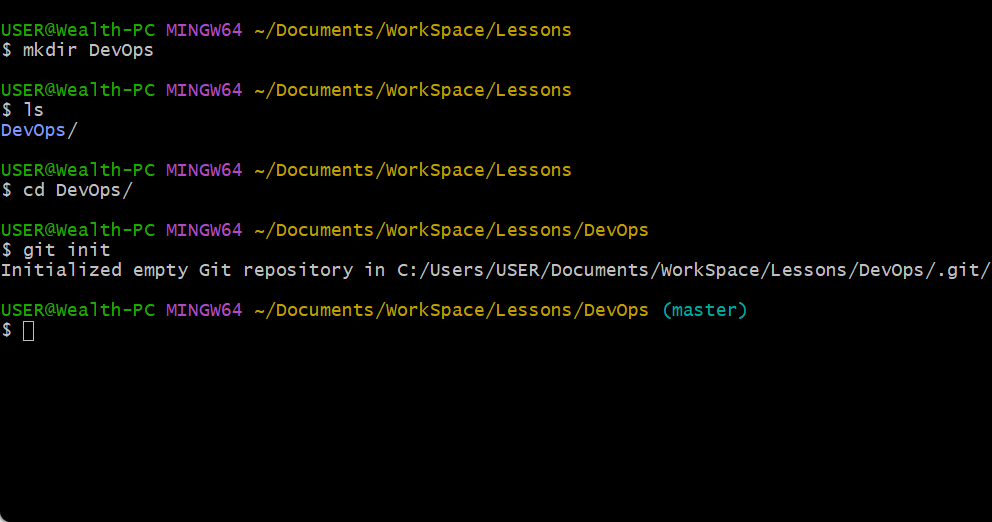 USER@Wealth-PC MINGW64 ~/Documents/WorkSpace/Lessons
$ mkdir DevOps
USER@Wealth-PC MINGW64 ~/Documents/WorkSpace/Lessons
$ ls
DevOps/
USER@Wealth-PC MINGW64 ~/Documents/WorkSpace/Lessons
$ cd DevOps/
USER@Wealth-PC MINGW64 ~/Documents/WorkSpace/Lessons/DevOps
$ git init
Initialized empty Git repository in C:/Users/USER/Documents/WorkSpace/Lessons/DevOps/.git/
USER@Wealth-PC MINGW64 ~/Documents/WorkSpace/Lessons/DevOps (master)
$